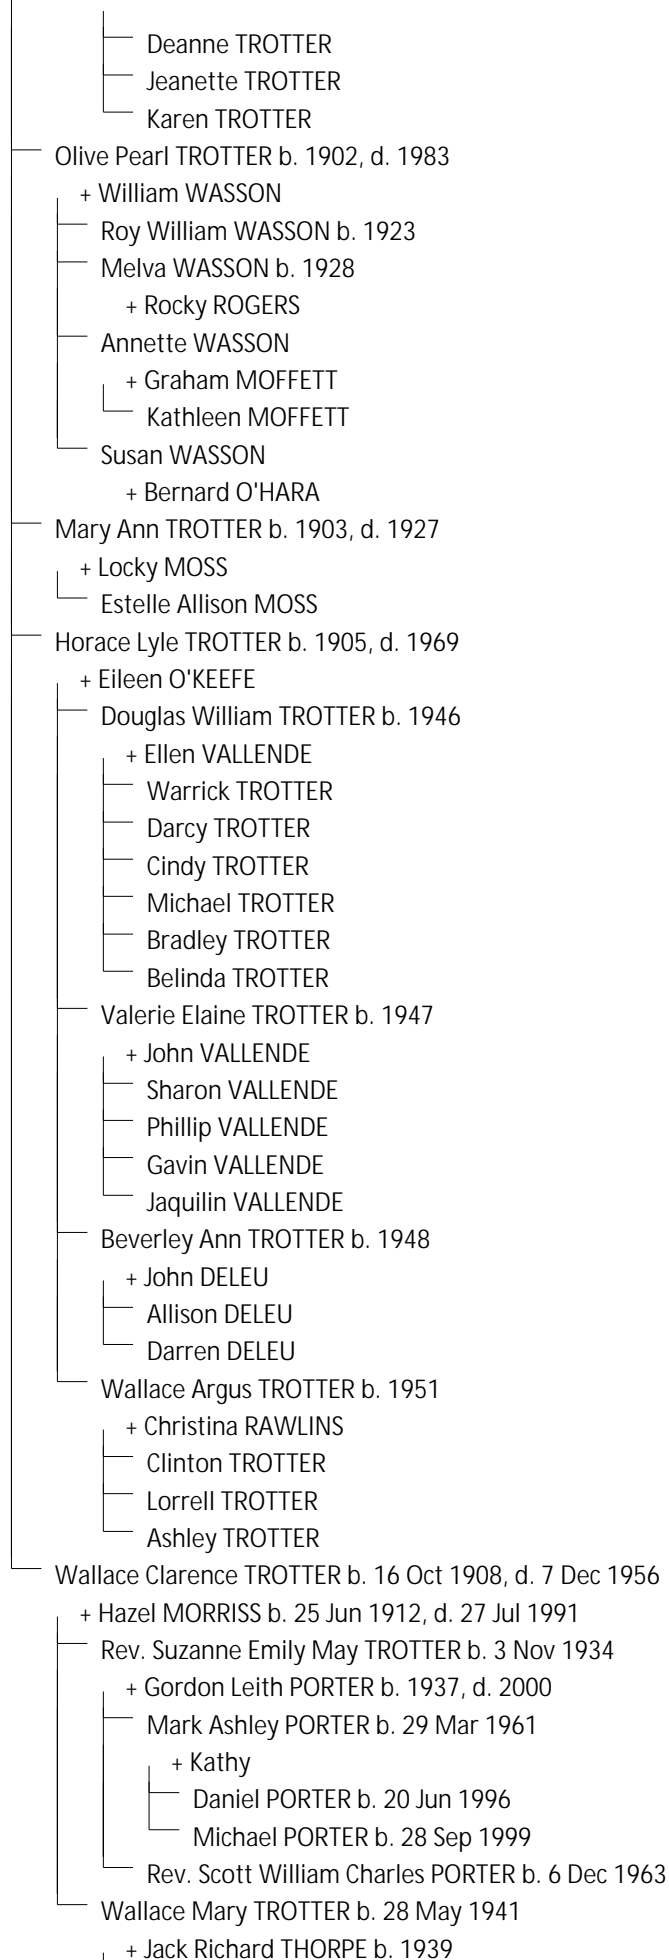 Deanne TROTTER
Jeanette TROTTER
Karen TROTTER
Olive Pearl TROTTER b. 1902, d. 1983
+ William WASSON
Roy William WASSON b. 1923
Melva WASSON b. 1928
+ Rocky ROGERS
Annette WASSON
+ Graham MOFFETT
Kathleen MOFFETT
Susan WASSON
+ Bernard O'HARA
Mary Ann TROTTER b. 1903, d. 1927
+ Locky MOSS
Estelle Allison MOSS
Horace Lyle TROTTER b. 1905, d. 1969
+ Eileen O'KEEFE
Douglas William TROTTER b. 1946
+ Ellen VALLENDE
Warrick TROTTER
Darcy TROTTER
Cindy TROTTER
Michael TROTTER
Bradley TROTTER
Belinda TROTTER
Valerie Elaine TROTTER b. 1947
+ John VALLENDE
Sharon VALLENDE
Phillip VALLENDE
Gavin VALLENDE
Jaquilin VALLENDE
Beverley Ann TROTTER b. 1948
+ John DELEU
Allison DELEU
Darren DELEU
Wallace Argus TROTTER b. 1951
+ Christina RAWLINS
Clinton TROTTER
Lorrell TROTTER
Ashley TROTTER
Wallace Clarence TROTTER b. 16 Oct 1908, d. 7 Dec 1956
+ Hazel MORRISS b. 25 Jun 1912, d. 27 Jul 1991
Rev. Suzanne Emily May TROTTER b. 3 Nov 1934
+ Gordon Leith PORTER b. 1937, d. 2000
Mark Ashley PORTER b. 29 Mar 1961
+ Kathy
Daniel PORTER b. 20 Jun 1996
Michael PORTER b. 28 Sep 1999
Rev. Scott William Charles PORTER b. 6 Dec 1963
Wallace Mary TROTTER b. 28 May 1941
+ Jack Richard THORPE b. 1939